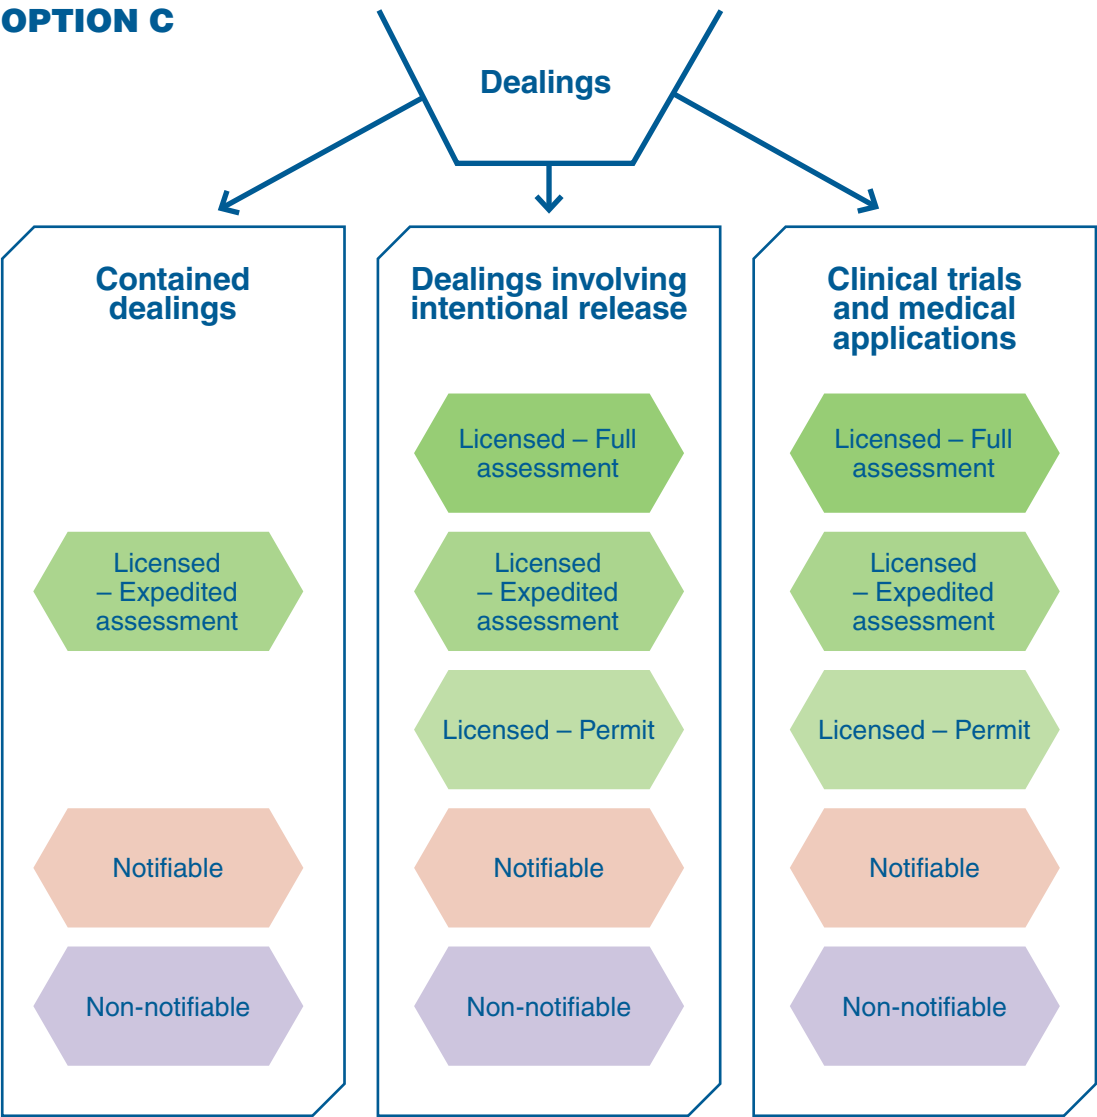 OPTION C
Dealings
Contained
dealings
Licensed
– Expedited
assessment
Notifiable
Non-notifiable
Dealings involving
intentional release
Licensed – Full
assessment
Licensed
– Expedited
assessment
Licensed – Permit
Notifiable
Non-notifiable
Clinical trials
and medical
applications
Licensed – Full
assessment
Licensed
– Expedited
assessment
Licensed – Permit
Notifiable
Non-notifiable